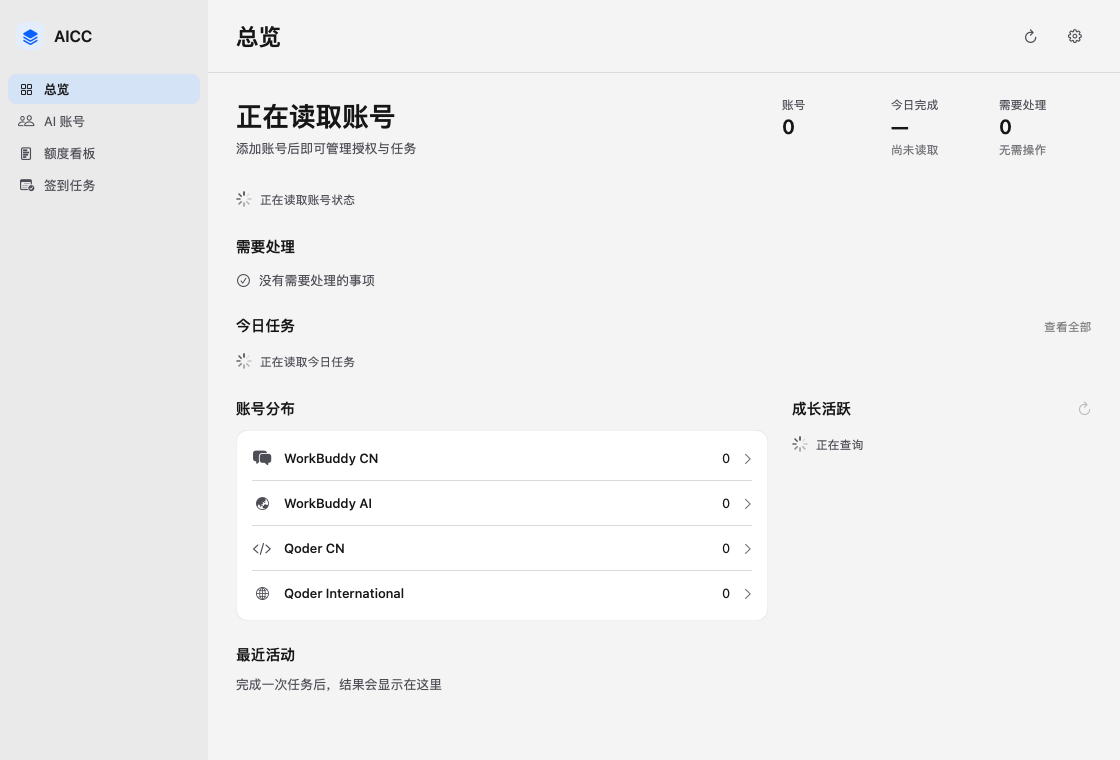 AICC
总览
AI 账号
额度看板
签到任务
总览
正在读取账号
添加账号后即可管理授权与任务
账号
0
今日完成
—
尚未读取
需要处理
0
无需操作
正在读取账号状态
需要处理
没有需要处理的事项
今日任务
查看全部
正在读取今日任务
账号分布
WorkBuddy CN 0
WorkBuddy AI 0
Qoder CN 0
Qoder International 0
成长活跃
正在查询
最近活动
完成一次任务后，结果会显示在这里